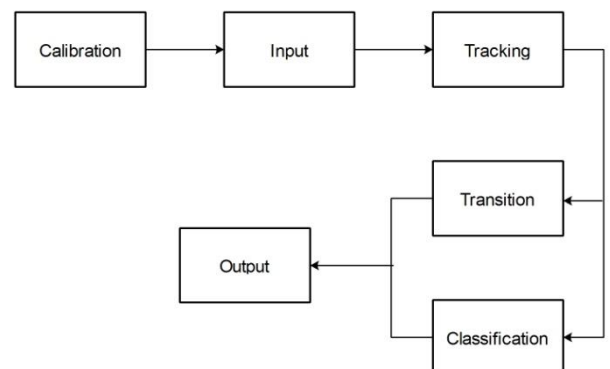 Calibration
Input
Tracking
Transition
Output
Classification